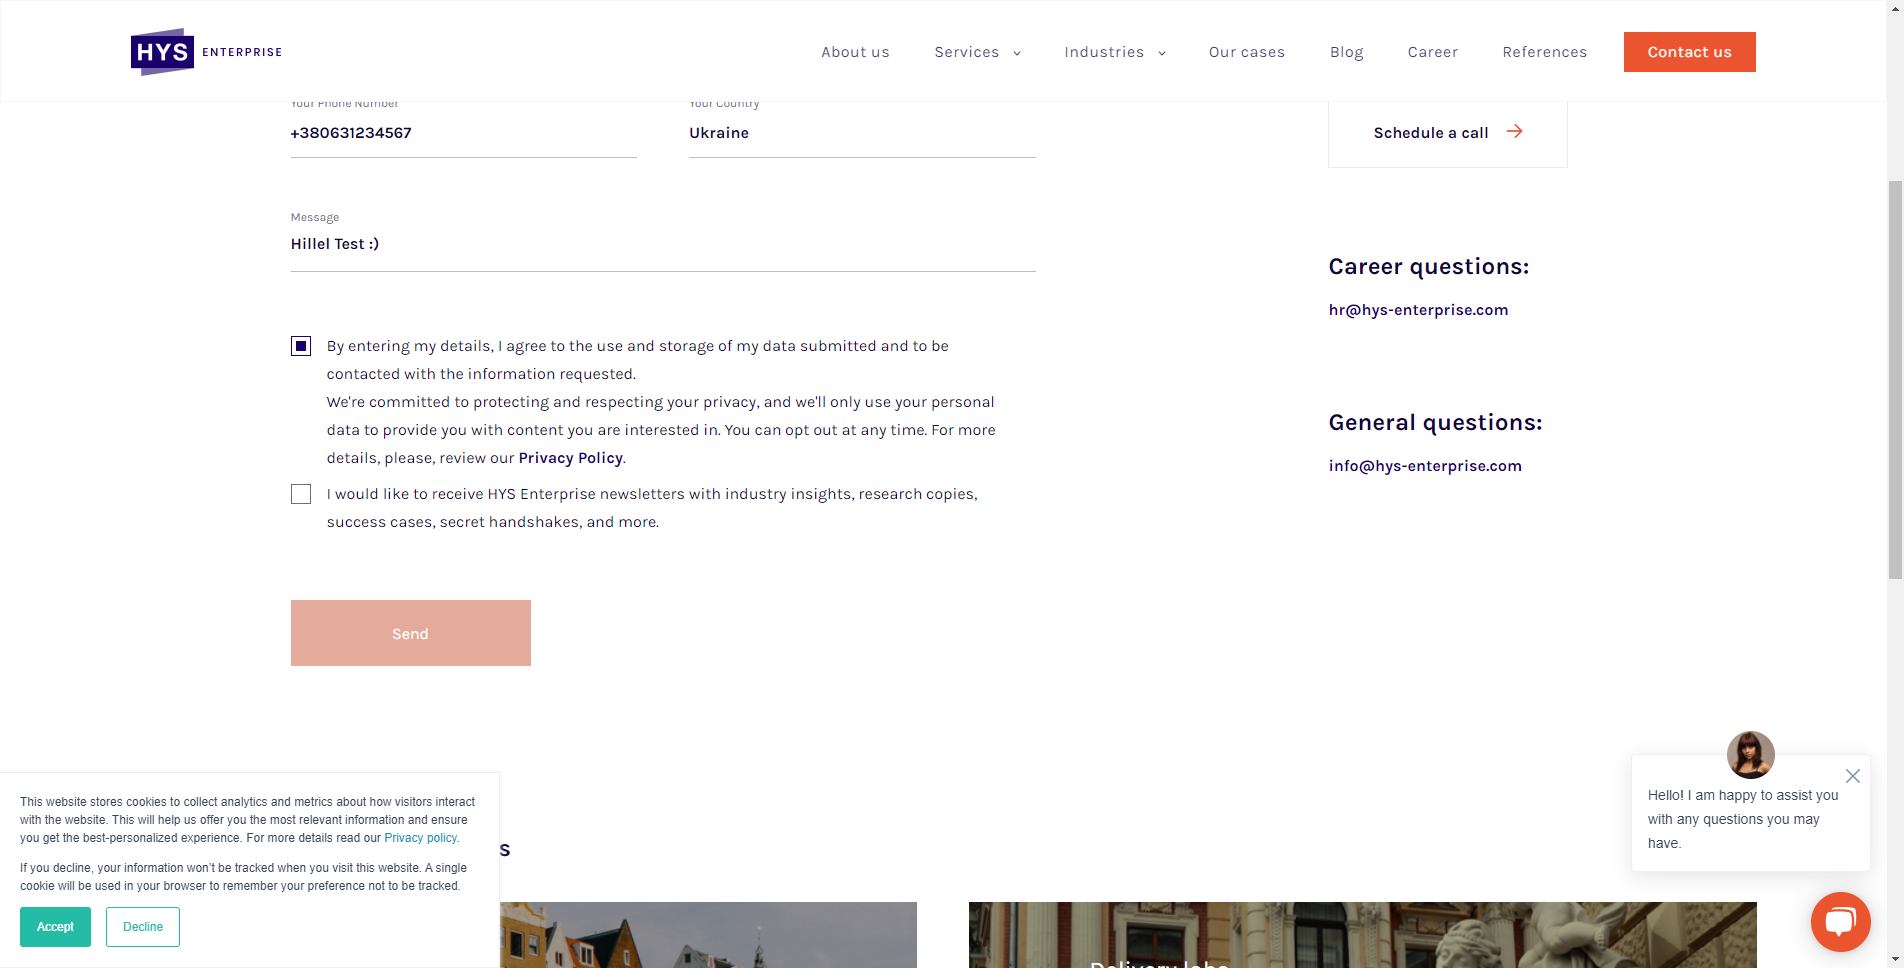 HYS ENTERPRISE
About us
Services
Industries
Our cases
Blog
Career
References
Contact us
Your Phone Number
Your Country
+380631234567
Ukraine
Schedule a call
Message
Hillel Test :)
Career questions:
hr@hys-enterprise.com
By entering my details, I agree to the use and storage of my data submitted and to be
contacted with the information requested.
We're committed to protecting and respecting your privacy, and we'll only use your personal
data to provide you with content you are interested in. You can opt out at any time. For more
details, please, review our Privacy Policy.
General questions:
info@hys-enterprise.com
I would like to receive HYS Enterprise newsletters with industry insights, research copies,
success cases, secret handshakes, and more.
Send
Hello! I am happy to assist you
with any questions you may
have.
This website stores cookies to collect analytics and metrics about how visitors interact
with the website. This will help us offer you the most relevant information and ensure
you get the best-personalized experience. For more details read our Privacy policy.
s
If you decline, your information won't be tracked when you visit this website. A single
cookie will be used in your browser to remember your preference not to be tracked.
Accept
Decline